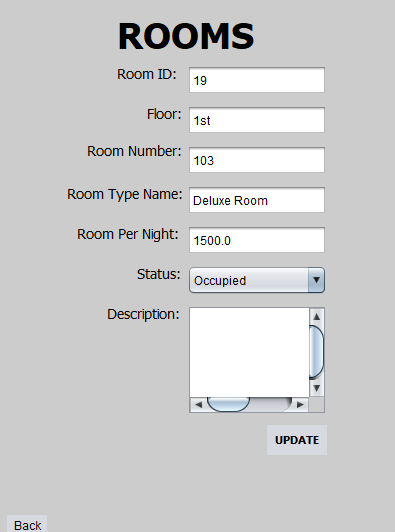 ROOMS
Room ID: 19
Floor: 1st
Room Number: 103
Room Type Name: Deluxe Room
Room Per Night: 1500.0
Status: Occupied
Description:
UPDATE
Back